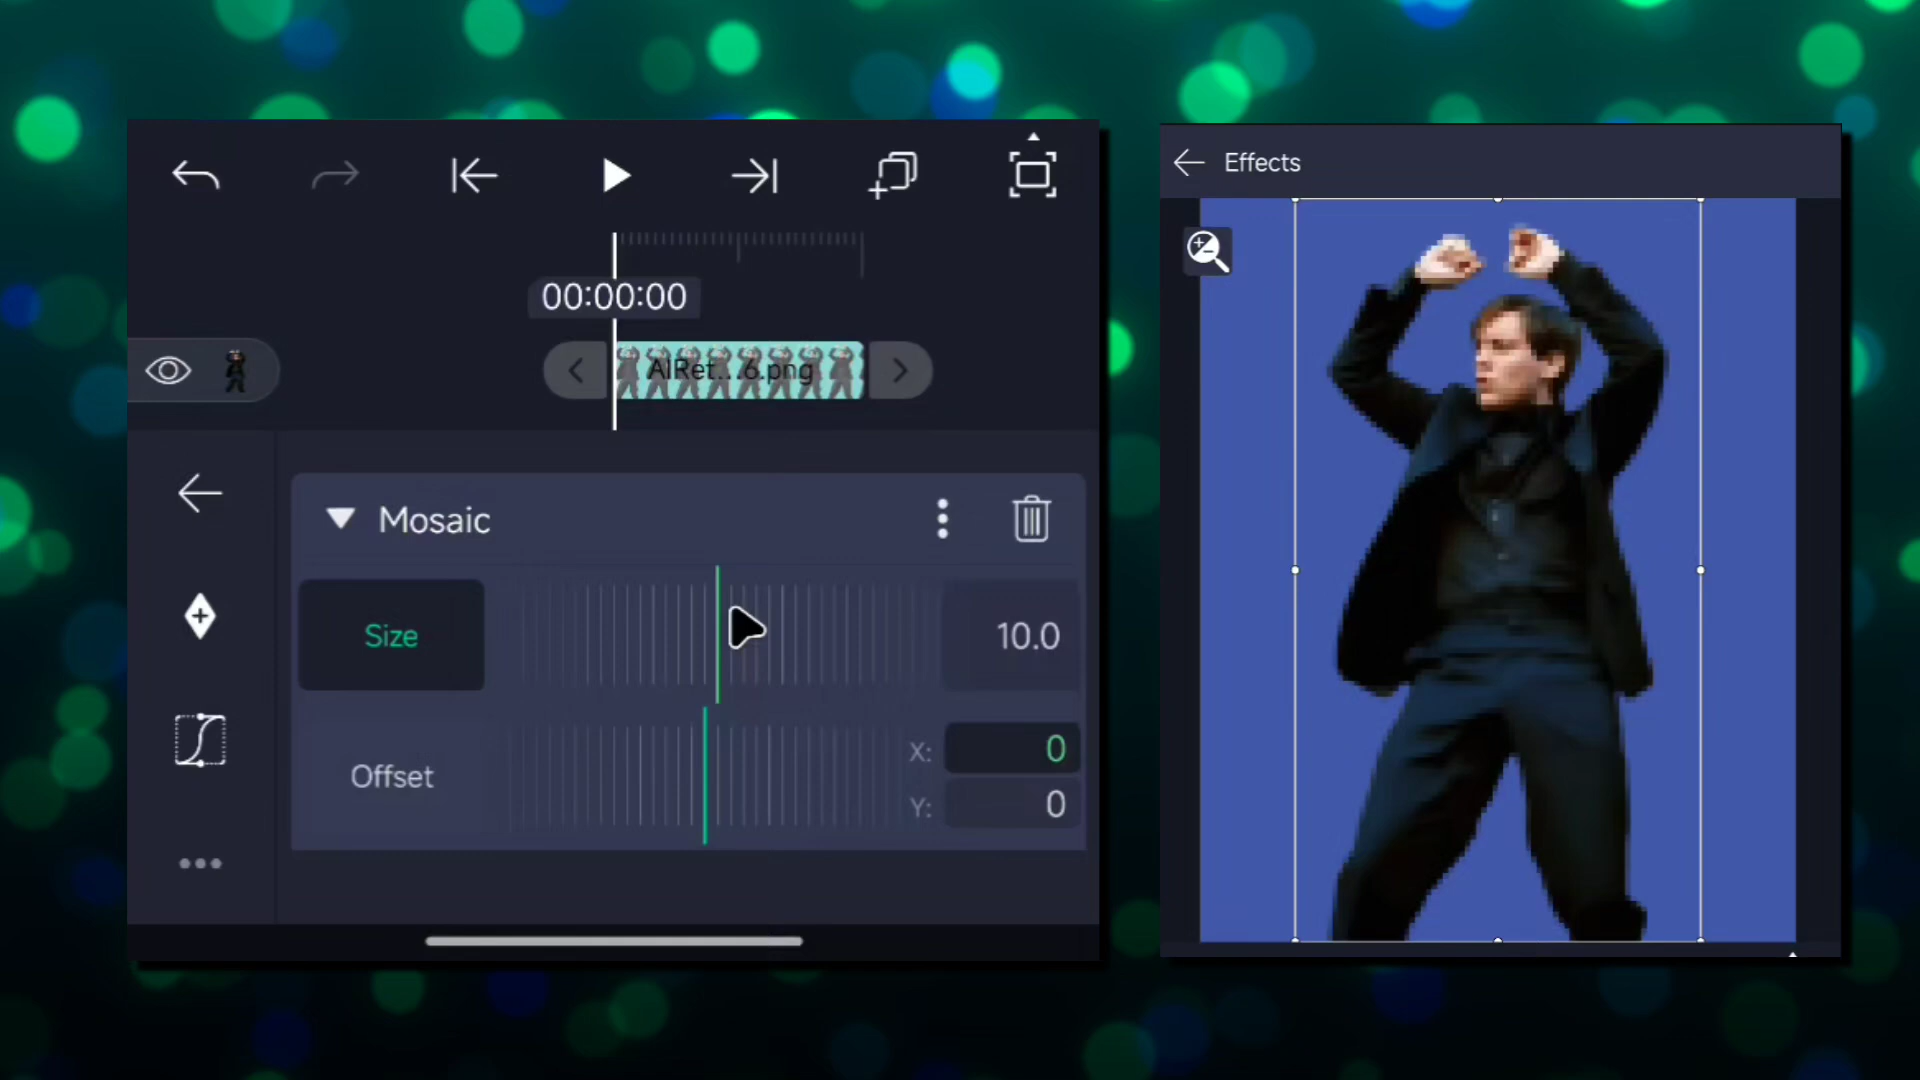 00:00:00
AIRet...6.png
Mosaic
Size
10.0
Offset
X:
0
Y:
0
Effects